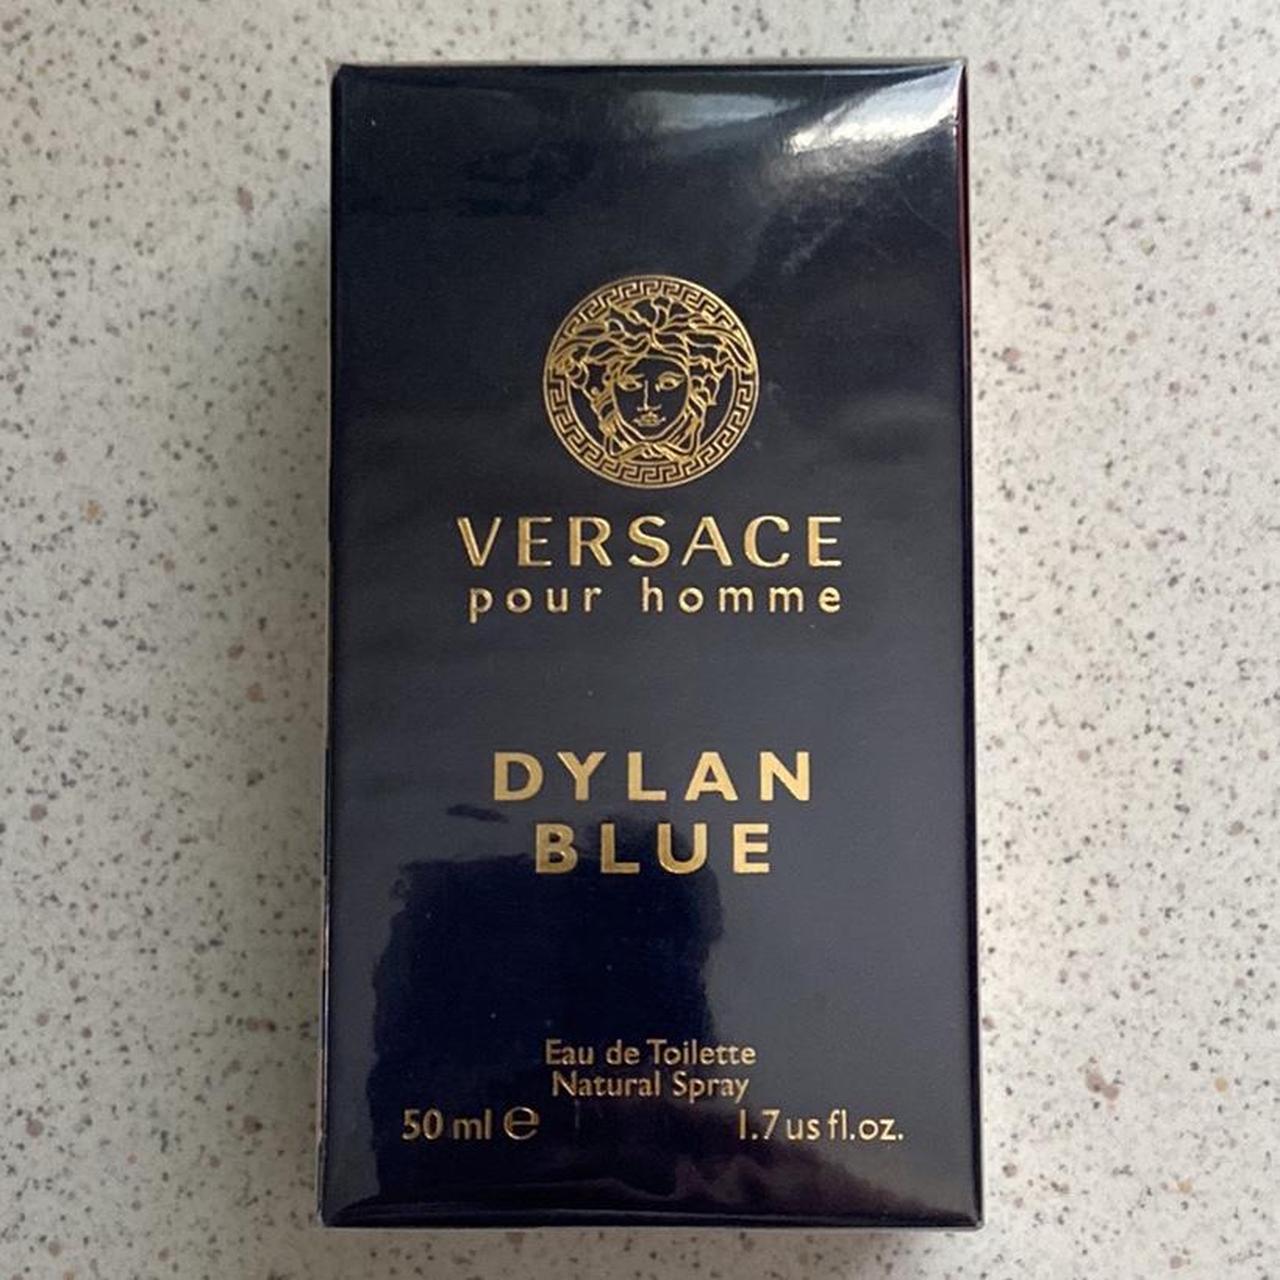 VERSACE
pour homme
DYLAN
BLUE
Eau de Toilette
Natural Spray
50 ml ℮ 1.7 us fl.oz.